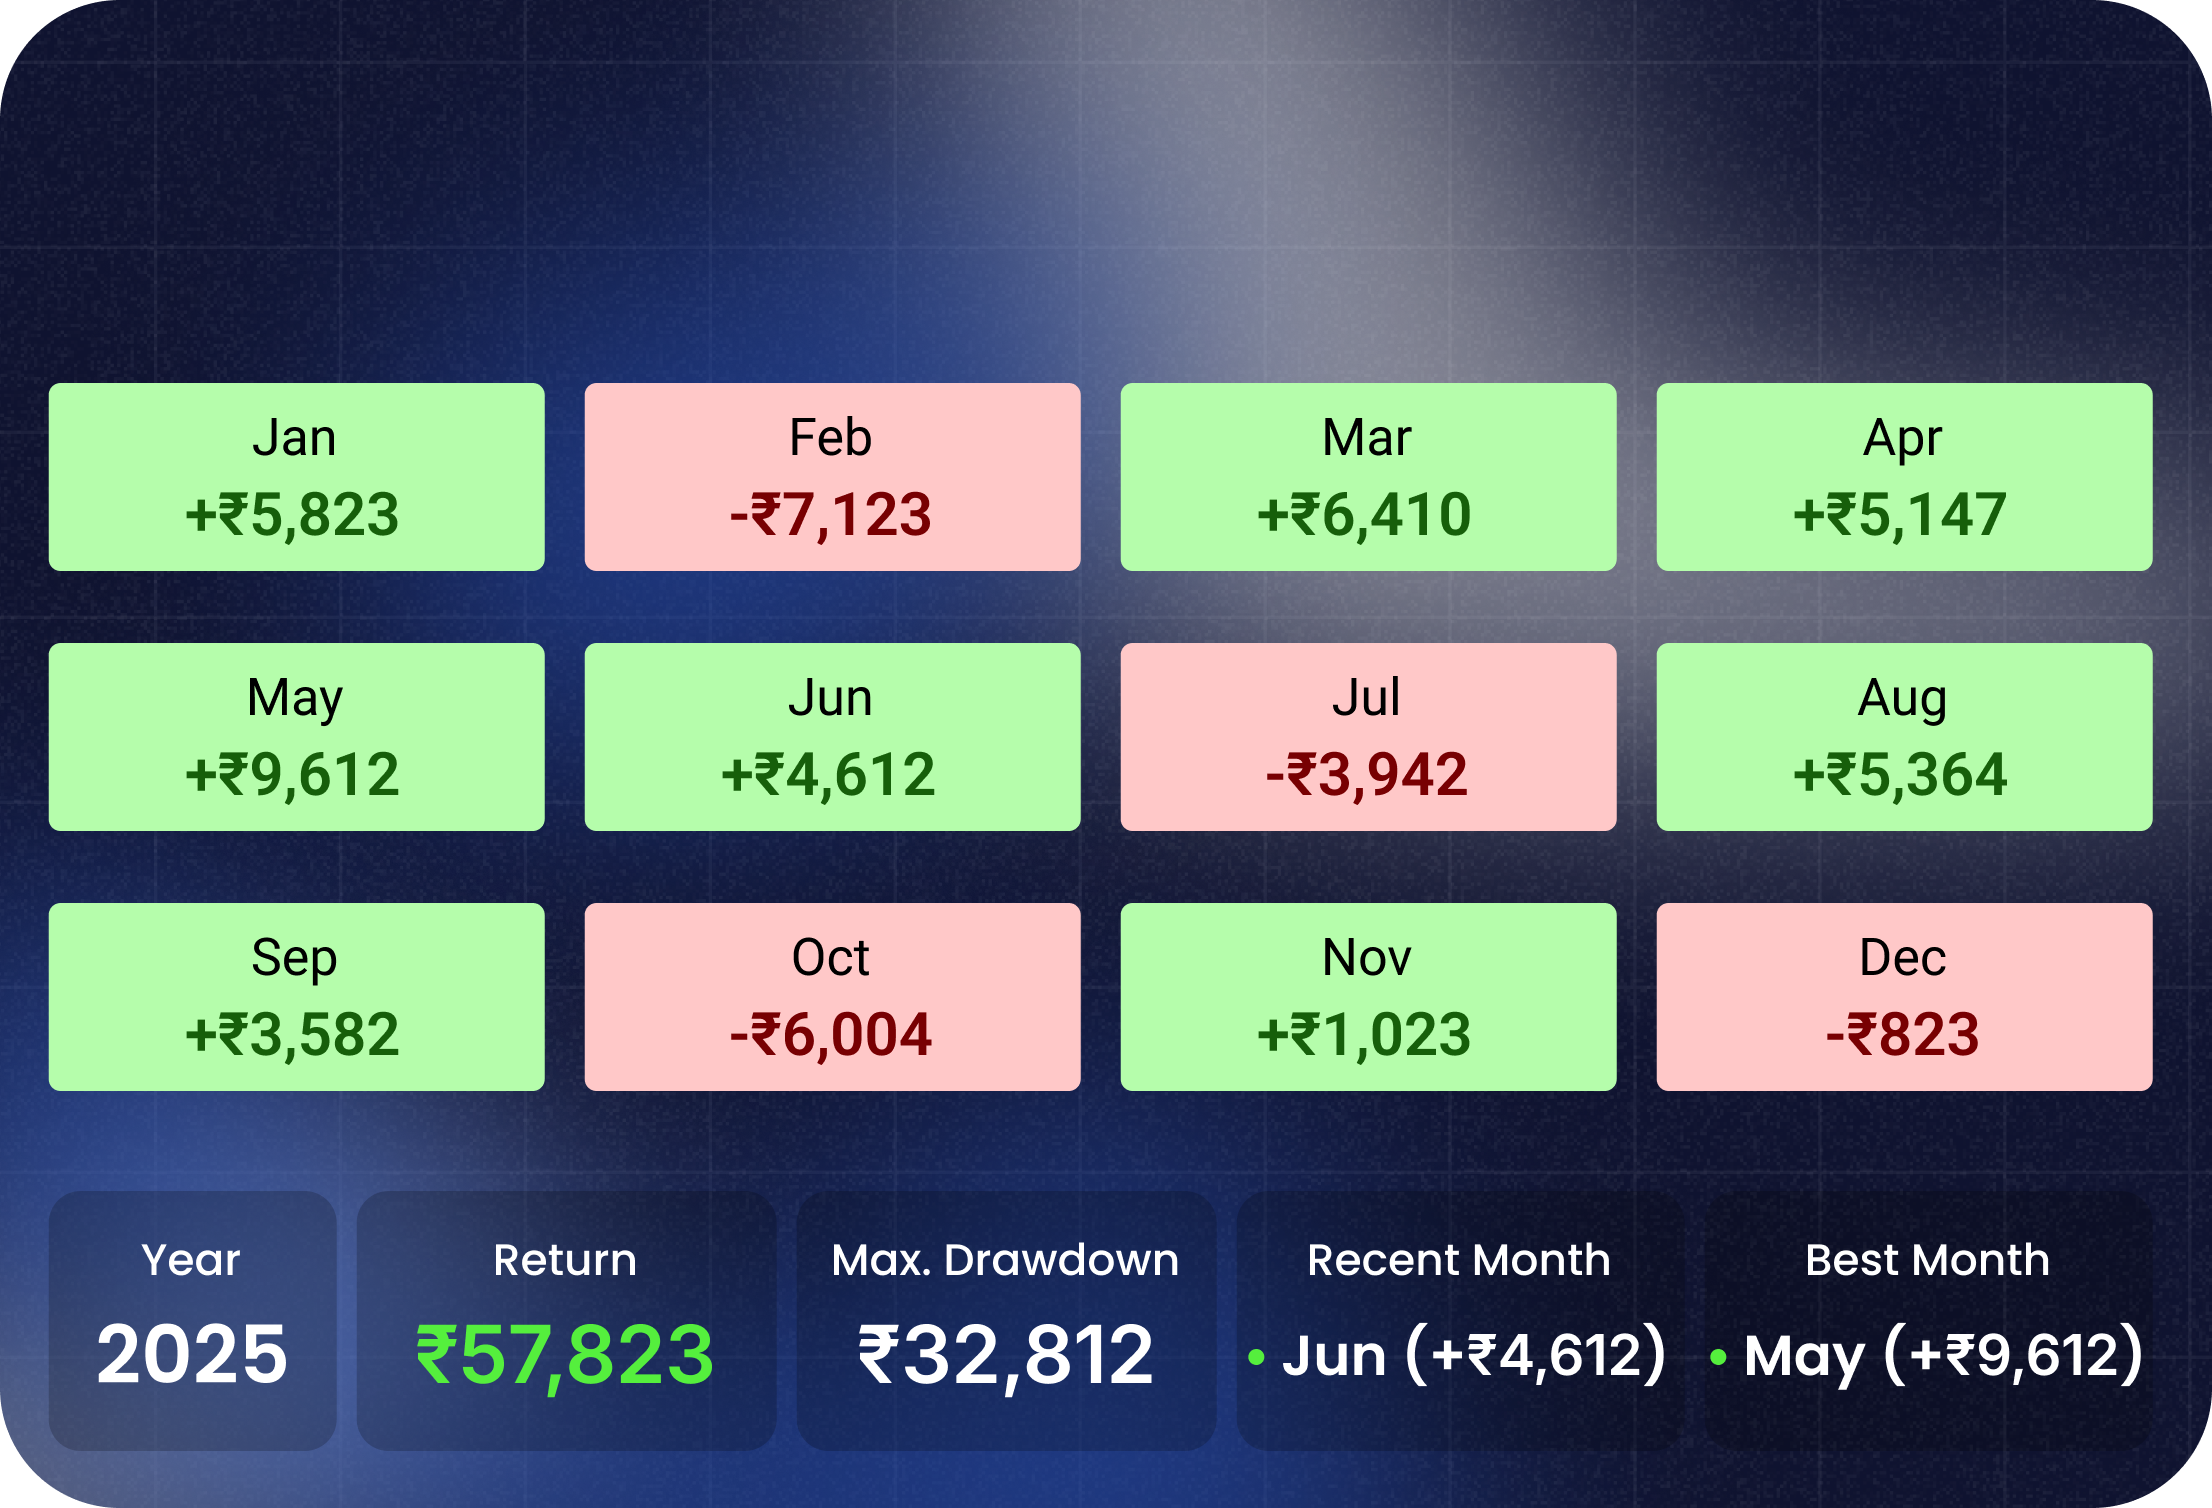 Jan
+₹5,823
Feb
-₹7,123
Mar
+₹6,410
Apr
+₹5,147
May
+₹9,612
Jun
+₹4,612
Jul
-₹3,942
Aug
+₹5,364
Sep
+₹3,582
Oct
-₹6,004
Nov
+₹1,023
Dec
-₹823
Year
2025
Return
₹57,823
Max. Drawdown
₹32,812
Recent Month
• Jun (+₹4,612)
Best Month
• May (+₹9,612)